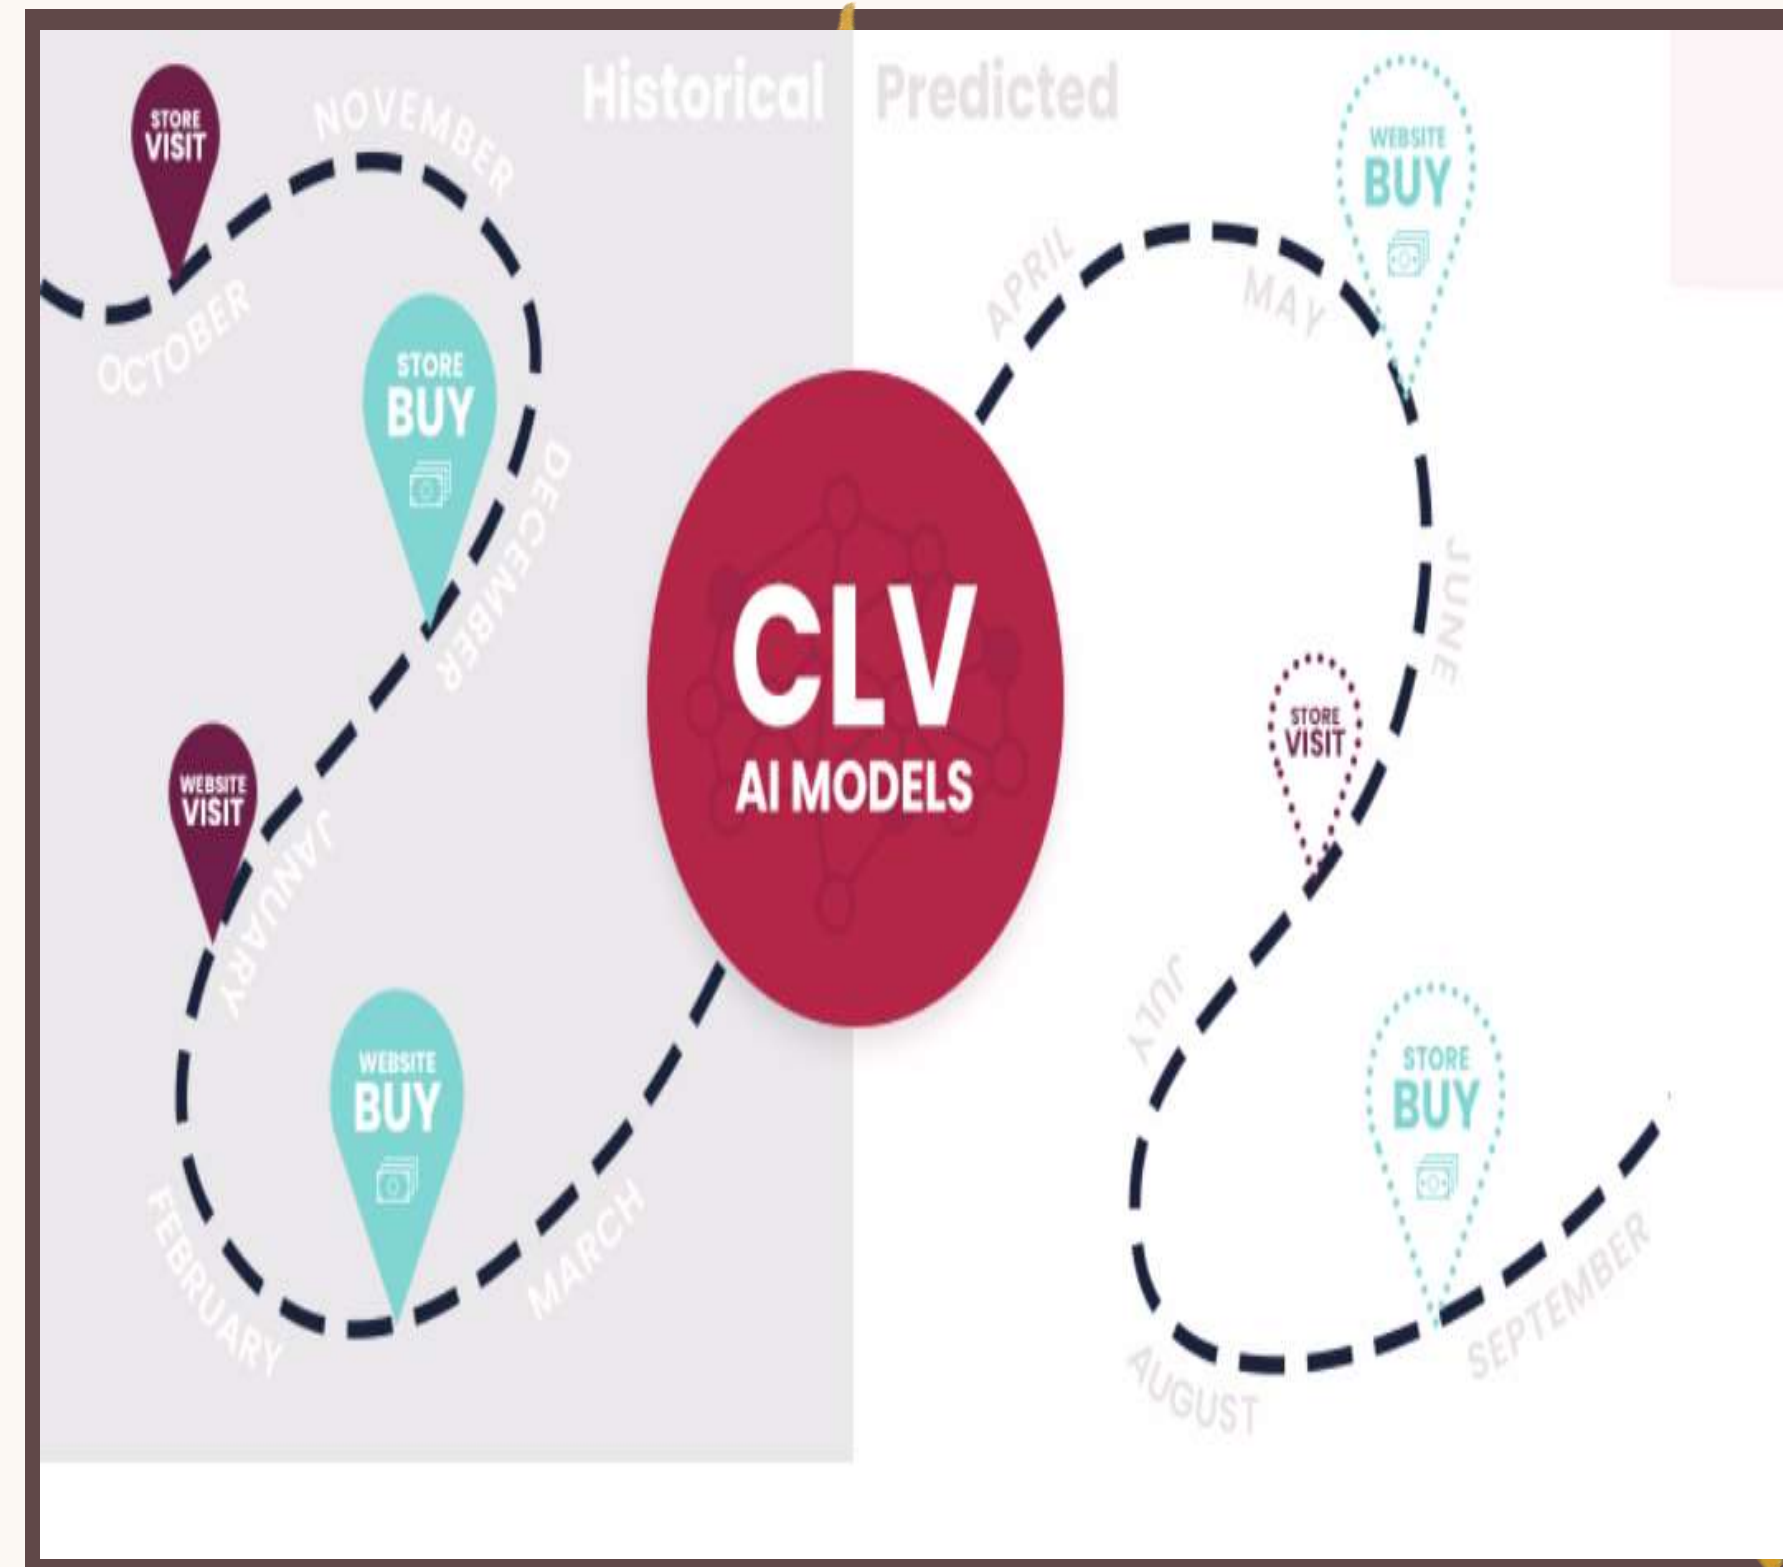 Historical
Predicted
STORE
VISIT
OCTOBER
NOVEMBER
STORE
BUY
DECEMBER
WEBSITE
VISIT
JANUARY
FEBRUARY
WEBSITE
BUY
MARCH
CLV
AI MODELS
APRIL
MAY
WEBSITE
BUY
JUNE
STORE
VISIT
JULY
AUGUST
STORE
BUY
SEPTEMBER